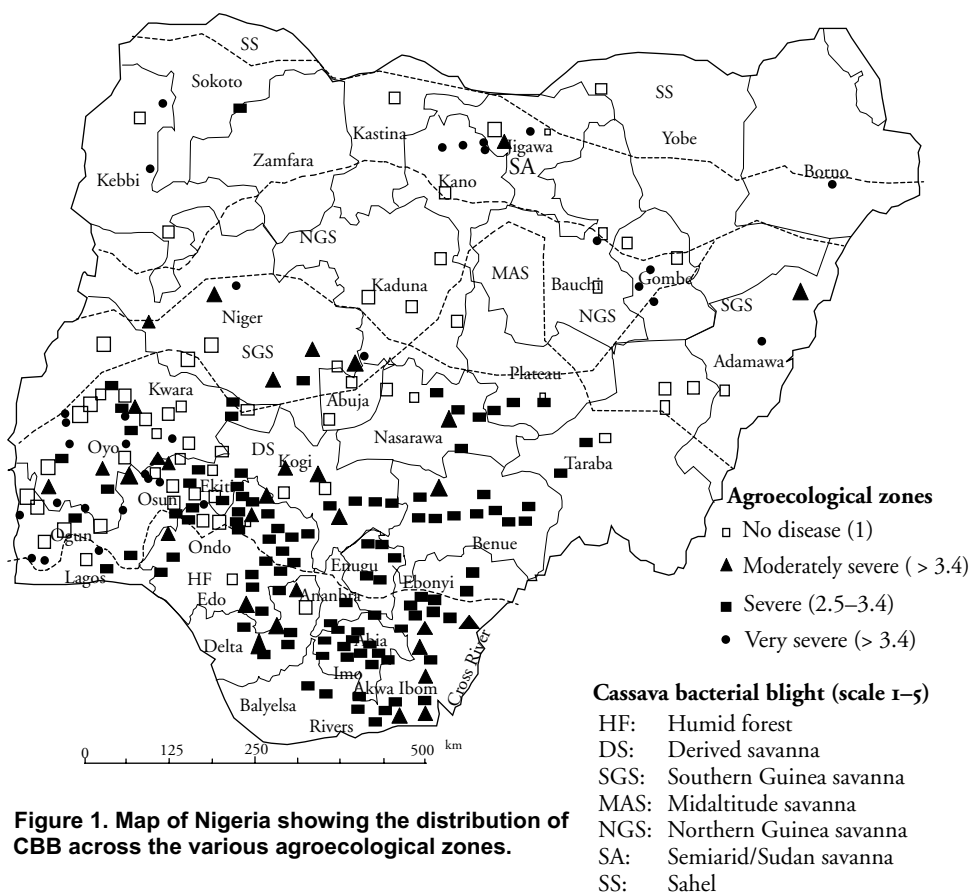 SS
Sokoto
SS
Kastina
Yobe
Jigawa
Zamfara
SA
Kebbi
Kano
Borno
NGS
MAS
Bauchi
Gombe
Kaduna
NGS
SGS
Niger
SGS
Adamawa
Plateau
Kwara
Abuja
Nasarawa
Oyo
DS
Kogi
Taraba
Osun
Ekiti
Ogun
Ondo
Benue
Lagos
HF
Enugu
Ebonyi
Edo
Ananbra
Delta
Abia
Imo
Cross River
Akwa Ibom
Balyelsa
Rivers
0 125 250 km 500
Agroecological zones
No disease (1)
Moderately severe ( > 3.4)
Severe (2.5–3.4)
Very severe (> 3.4)
Cassava bacterial blight (scale 1–5)
HF: Humid forest
DS: Derived savanna
SGS: Southern Guinea savanna
MAS: Midaltitude savanna
NGS: Northern Guinea savanna
SA: Semiarid/Sudan savanna
SS: Sahel
Figure 1. Map of Nigeria showing the distribution of
CBB across the various agroecological zones.